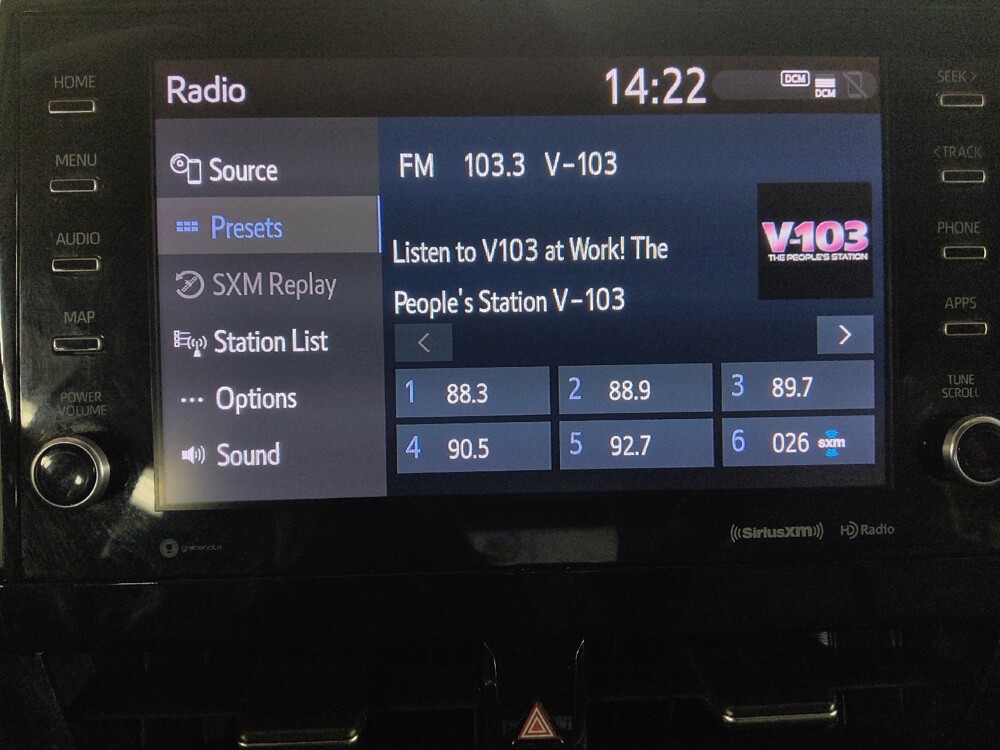 HOME
MENU
AUDIO
MAP
POWER
VOLUME
Radio
14:22
DCM
DCM
Source
Presets
SXM Replay
Station List
Options
Sound
FM 103.3 V-103
Listen to V103 at Work! The
People's Station V-103
V-103
THE PEOPLE'S STATION
<
>
1 88.3
2 88.9
3 89.7
4 90.5
5 92.7
6 026 sxm
SEEK >
< TRACK
PHONE
APPS
TUNE
SCROLL
gracenote
((SiriusXM))
HD Radio